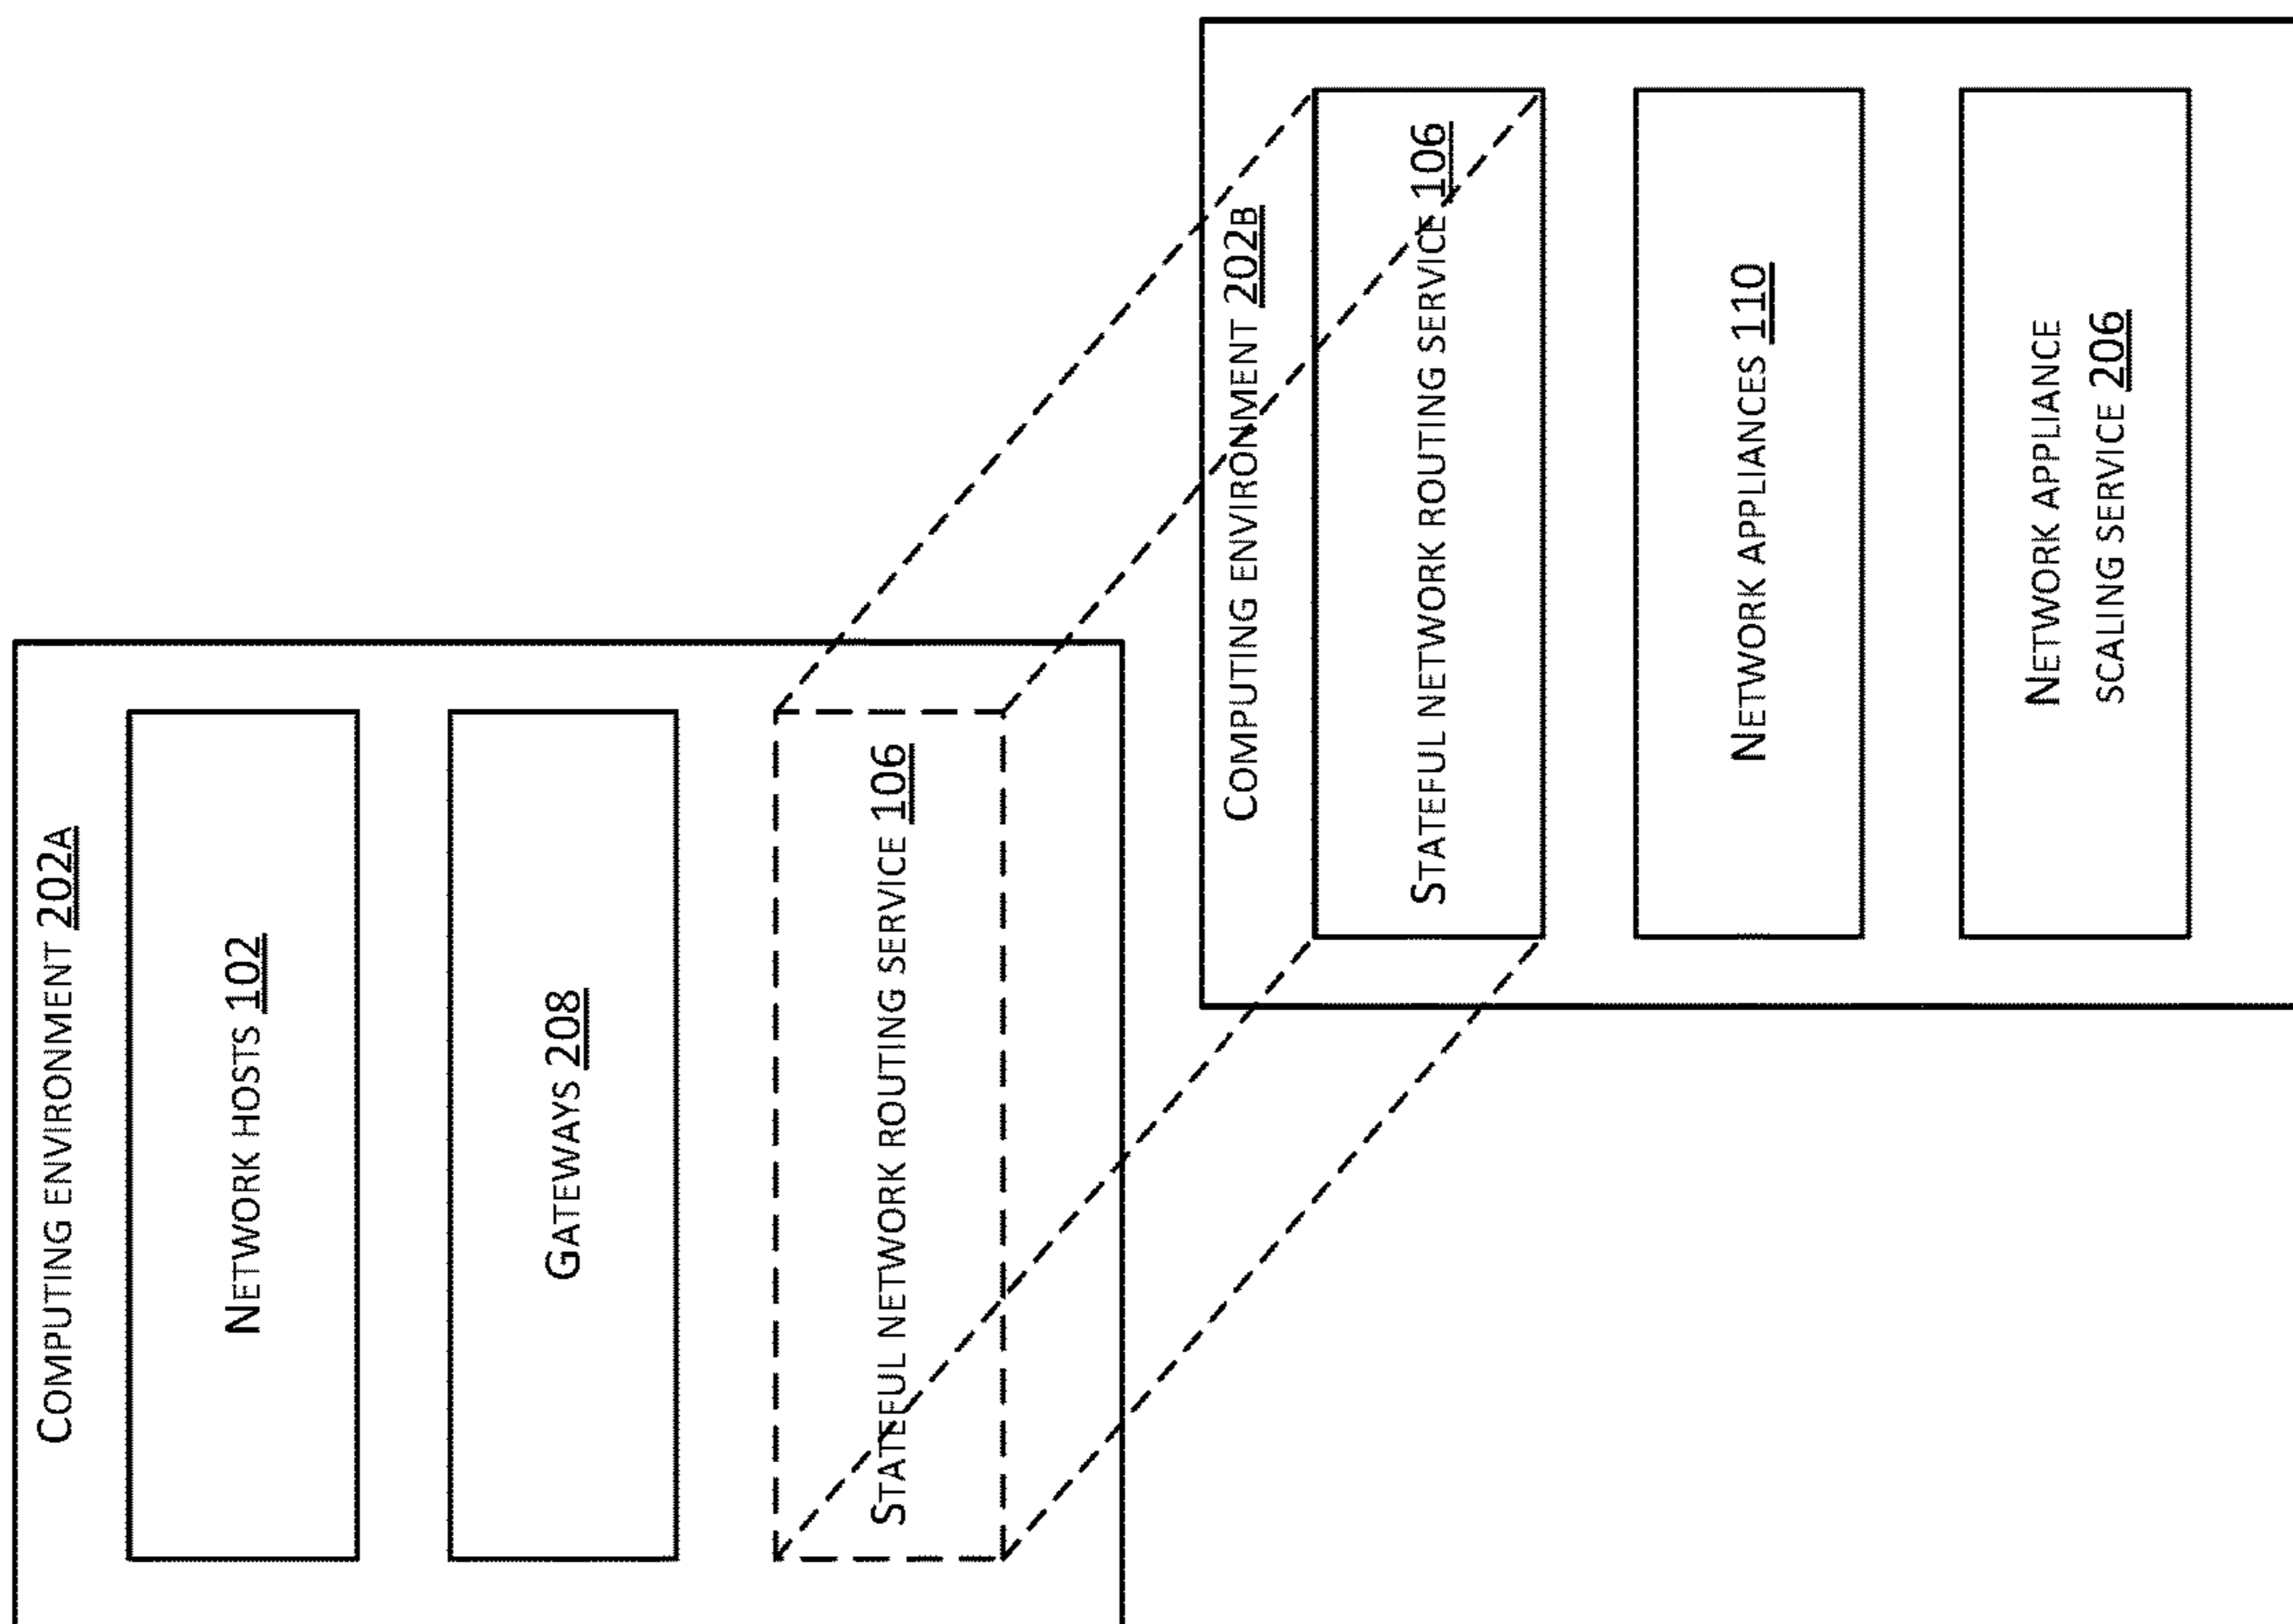 COMPUTING ENVIRONMENT 202A
NETWORK HOSTS 102
GATEWAYS 208
STATEFUL NETWORK ROUTING SERVICE 106
COMPUTING ENVIRONMENT 202B
STATEFUL NETWORK ROUTING SERVICE 106
NETWORK APPLIANCES 110
NETWORK APPLIANCE
SCALING SERVICE 206